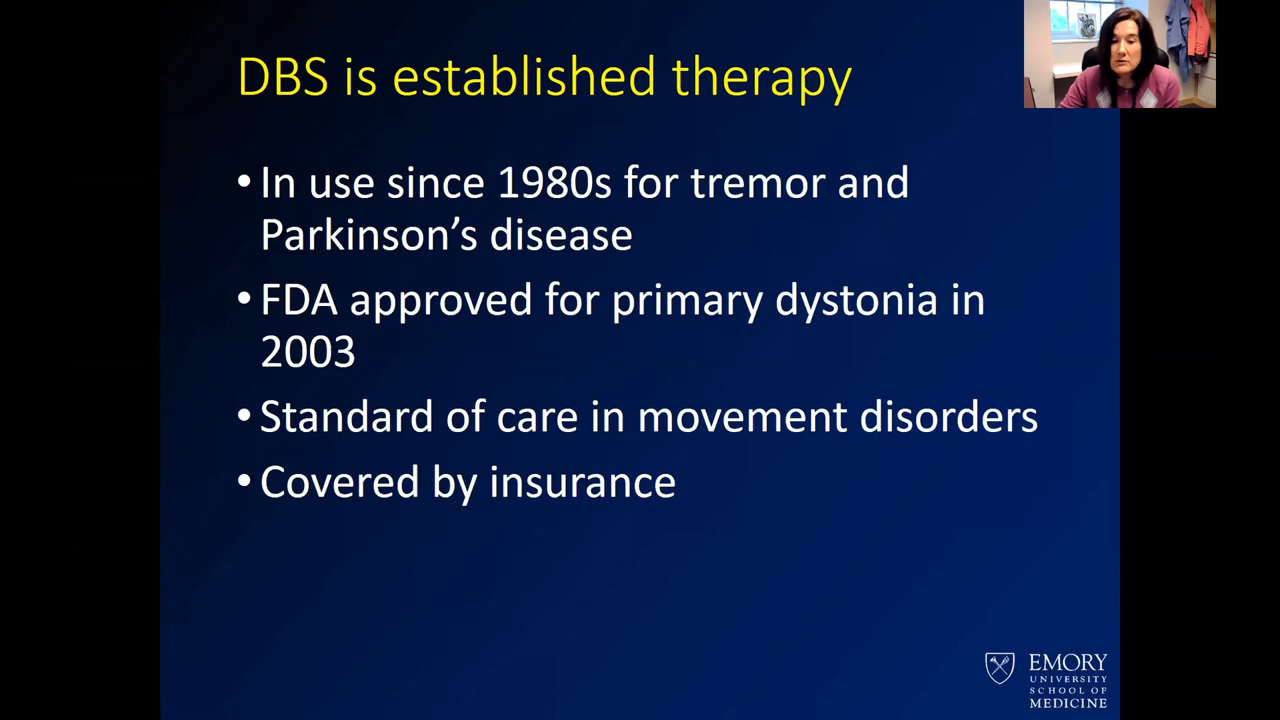 DBS is established therapy
• In use since 1980s for tremor and
Parkinson’s disease
• FDA approved for primary dystonia in
2003
• Standard of care in movement disorders
• Covered by insurance
EMORY
UNIVERSITY
SCHOOL OF
MEDICINE